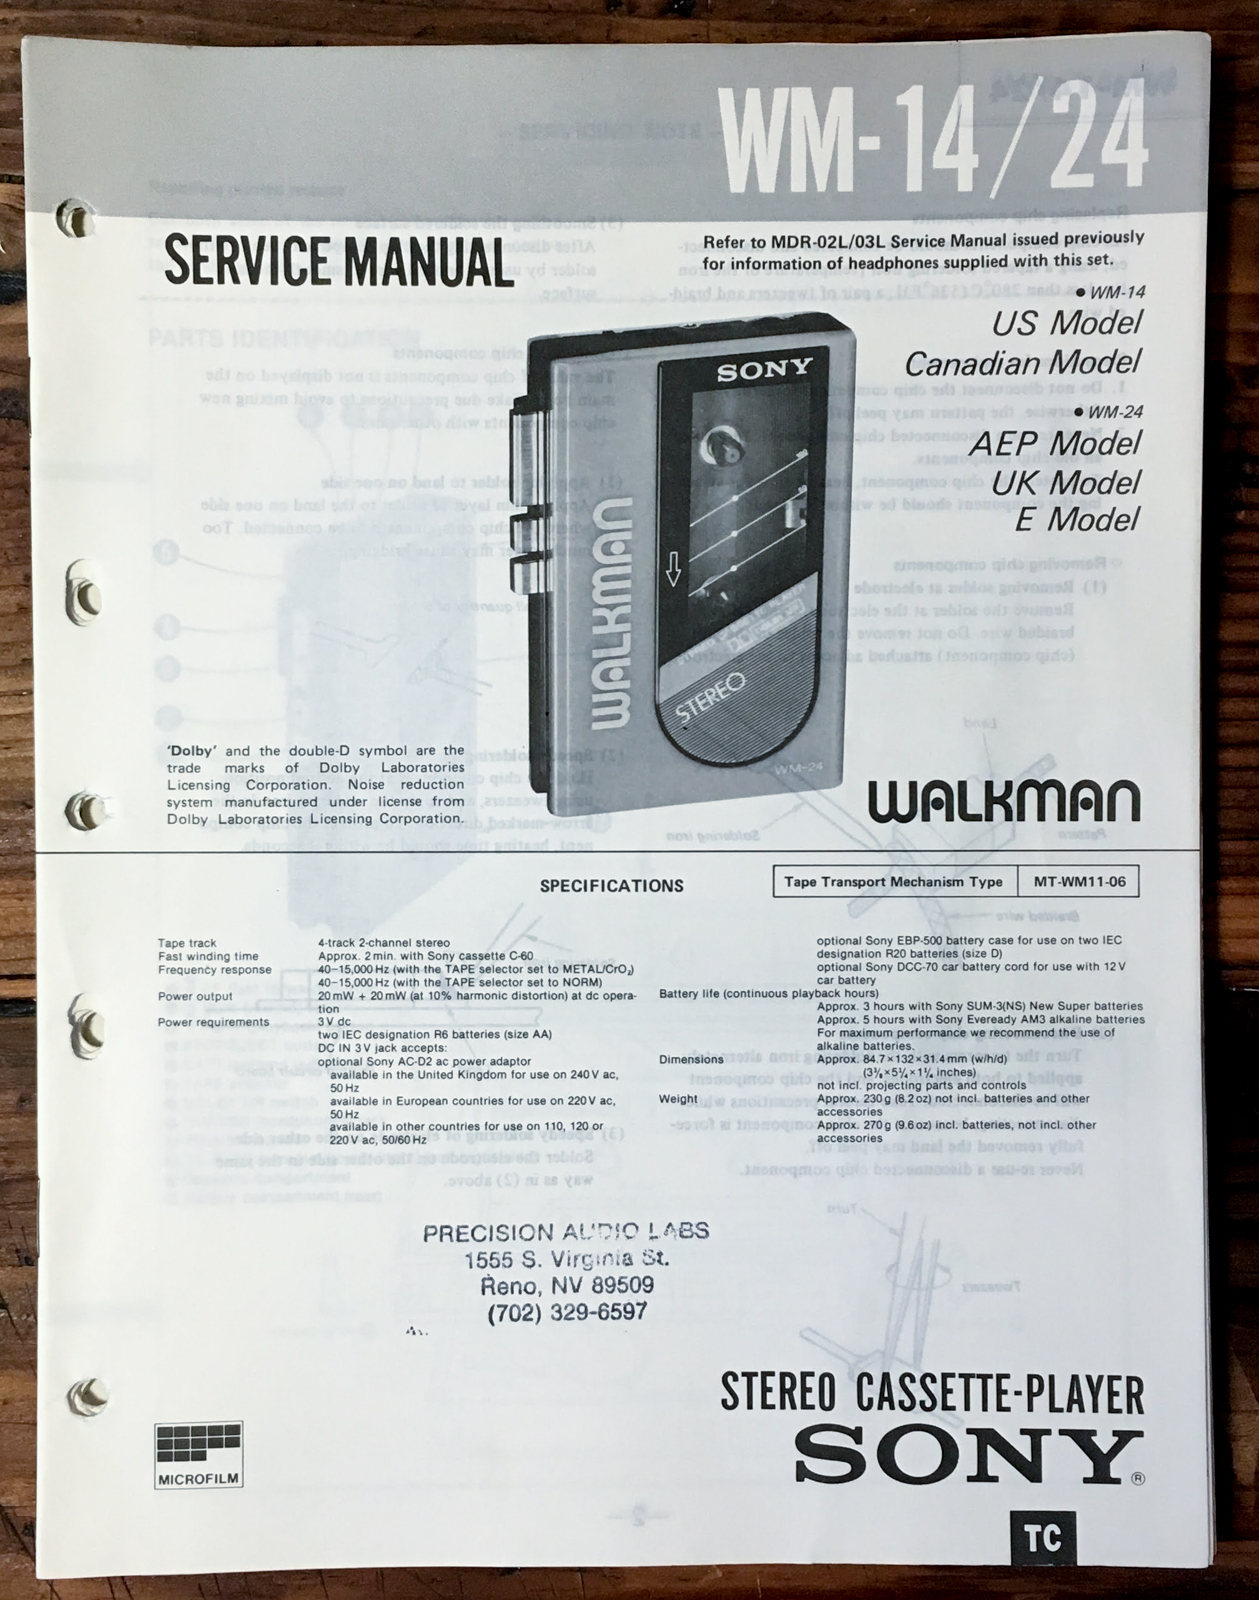 WM-14/24
SERVICE MANUAL
Refer to MDR-02L/03L Service Manual issued previously
for information of headphones supplied with this set.
● WM-14
US Model
Canadian Model
● WM-24
AEP Model
UK Model
E Model
SONY
WALKMAN
STEREO
WM-24
'Dolby' and the double-D symbol are the
trade marks of Dolby Laboratories
Licensing Corporation. Noise reduction
system manufactured under license from
Dolby Laboratories Licensing Corporation.
WALKMAN
SPECIFICATIONS
Tape Transport Mechanism Type MT-WM11-06
Tape track 4-track 2-channel stereo
Fast winding time Approx. 2 min. with Sony cassette C-60
Frequency response 40–15,000 Hz (with the TAPE selector set to METAL/CrO₂)
40–15,000 Hz (with the TAPE selector set to NORM)
Power output 20 mW + 20 mW (at 10% harmonic distortion) at dc opera-
tion
Power requirements 3 V dc
two IEC designation R6 batteries (size AA)
DC IN 3 V jack accepts:
optional Sony AC-D2 ac power adaptor
available in the United Kingdom for use on 240 V ac,
50 Hz
available in European countries for use on 220 V ac,
50 Hz
available in other countries for use on 110, 120 or
220 V ac, 50/60 Hz
optional Sony EBP-500 battery case for use on two IEC
designation R20 batteries (size D)
optional Sony DCC-70 car battery cord for use with 12 V
car battery
Battery life (continuous playback hours)
Approx. 3 hours with Sony SUM-3(NS) New Super batteries
Approx. 5 hours with Sony Eveready AM3 alkaline batteries
For maximum performance we recommend the use of
alkaline batteries.
Dimensions Approx. 84.7 × 132 × 31.4 mm (w/h/d)
(3⅜ × 5¼ × 1¼ inches)
not incl. projecting parts and controls
Weight Approx. 230 g (8.2 oz) not incl. batteries and other
accessories
Approx. 270 g (9.6 oz) incl. batteries, not incl. other
accessories
PRECISION AUDIO LABS
1555 S. Virginia St.
Reno, NV 89509
(702) 329-6597
STEREO CASSETTE-PLAYER
SONY®
MICROFILM
TC